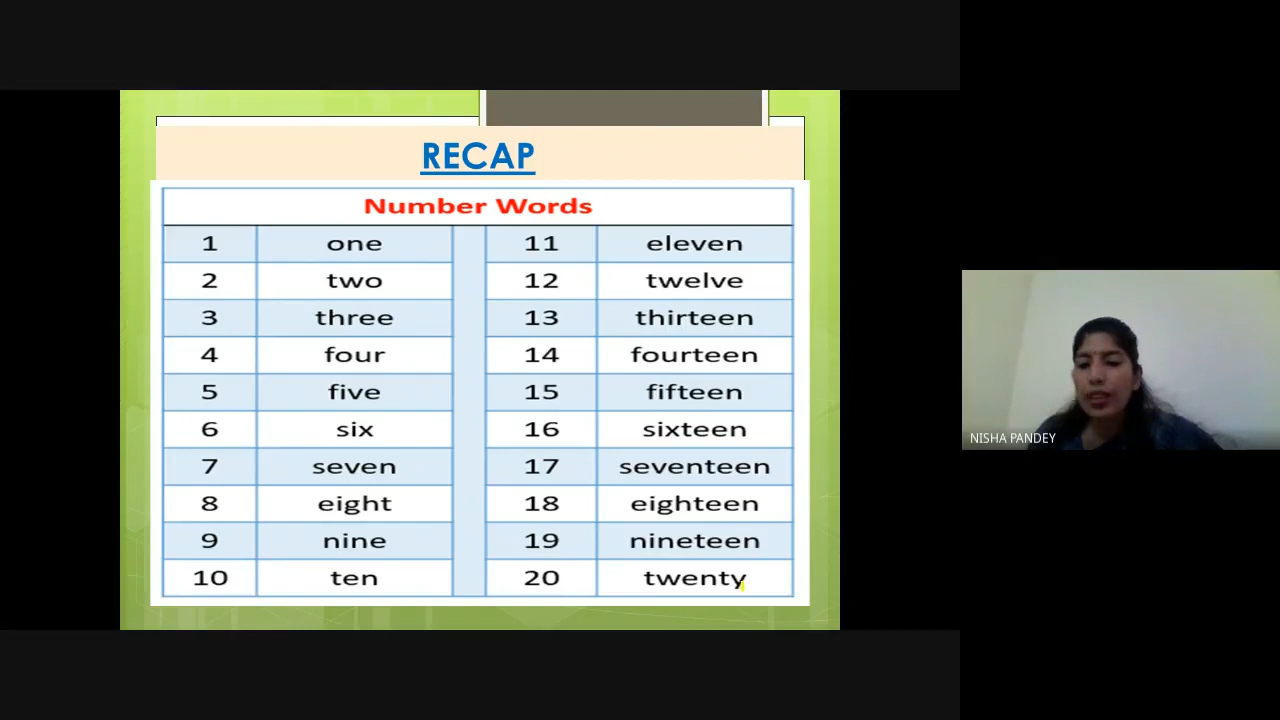 RECAP
Number Words
1 one 11 eleven
2 two 12 twelve
3 three 13 thirteen
4 four 14 fourteen
5 five 15 fifteen
6 six 16 sixteen
7 seven 17 seventeen
8 eight 18 eighteen
9 nine 19 nineteen
10 ten 20 twenty
NISHA PANDEY